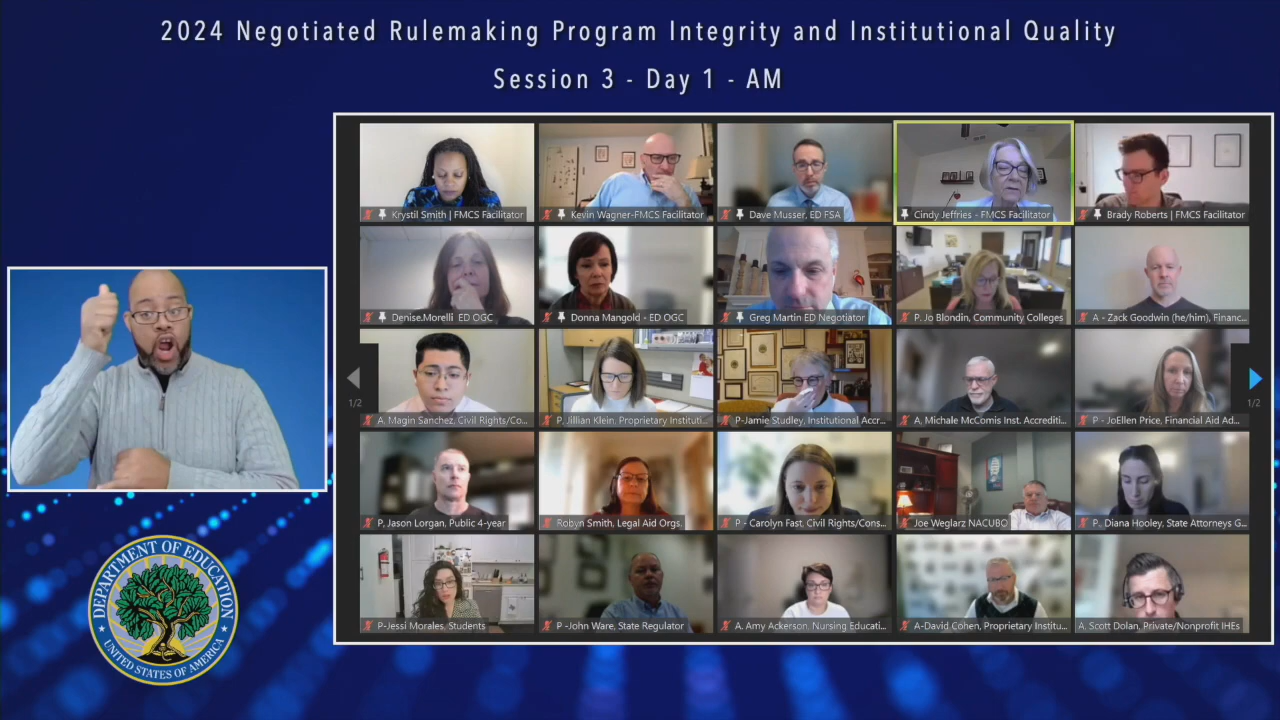 2024 Negotiated Rulemaking Program Integrity and Institutional Quality
Session 3 - Day 1 - AM
Krystil Smith | FMCS Facilitator
Kevin Wagner-FMCS Facilitator
Dave Musser, ED FSA
Cindy Jeffries - FMCS Facilitator
Brady Roberts | FMCS Facilitator
Denise.Morelli ED OGC
Donna Mangold - ED OGC
Greg Martin ED Negotiator
P. Jo Blondin, Community Colleges
A - Zack Goodwin (he/him), Financ...
A. Magin Sanchez, Civil Rights/Co...
P. Jillian Klein, Proprietary Instituti...
P-Jamie Studley, Institutional Accr...
A. Michale McComis Inst. Accrediti...
P - JoEllen Price, Financial Aid Ad...
1/2
1/2
P, Jason Lorgan, Public 4-year
Robyn Smith, Legal Aid Orgs.
P - Carolyn Fast, Civil Rights/Cons...
Joe Weglarz NACUBO
P, Diana Hooley, State Attorneys G...
P-Jessi Morales, Students
P -John Ware, State Regulator
A. Amy Ackerson, Nursing Educati...
A-David Cohen, Proprietary Institu...
A. Scott Dolan, Private/Nonprofit IHEs
DEPARTMENT OF EDUCATION
UNITED STATES OF AMERICA